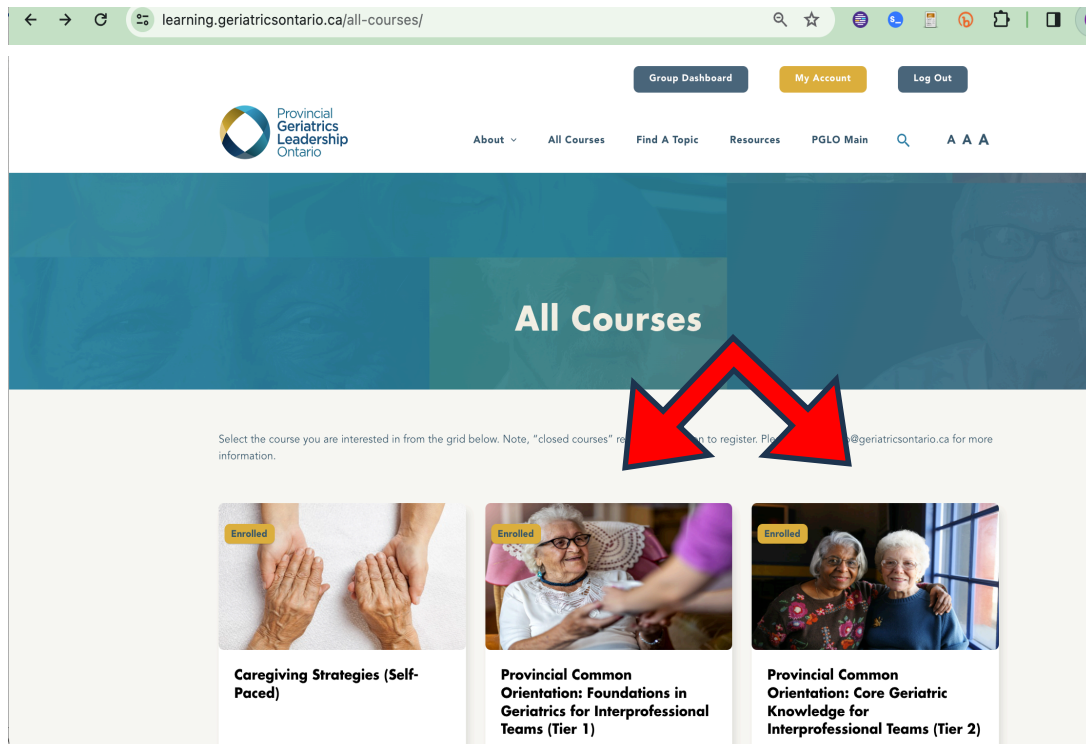 learning.geriatricsontario.ca/all-courses/
Group Dashboard My Account Log Out
Provincial
Geriatrics
Leadership
Ontario
About All Courses Find A Topic Resources PGLO Main A A A
All Courses
Select the course you are interested in from the grid below. Note, "closed courses" to register. @geriatricsontario.ca for more
information.
Enrolled Enrolled Enrolled
Caregiving Strategies (Self-
Paced)
Provincial Common
Orientation: Foundations in
Geriatrics for Interprofessional
Teams (Tier 1)
Provincial Common
Orientation: Core Geriatric
Knowledge for
Interprofessional Teams (Tier 2)